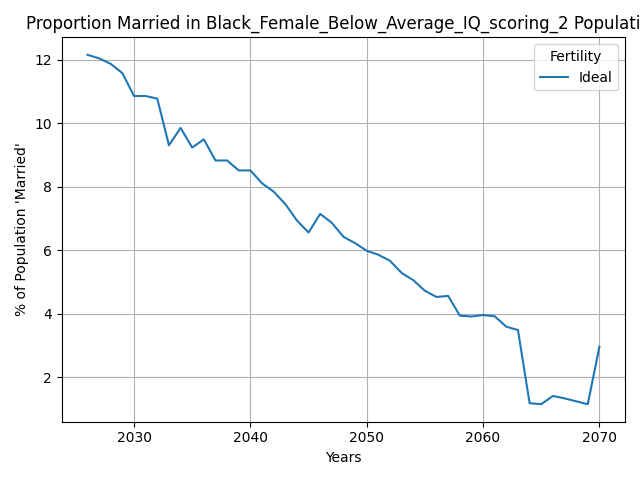 Proportion Married in Black_Female_Below_Average_IQ_scoring_2 Populati
Fertility
Ideal
% of Population 'Married'
12
10
8
6
4
2
2030 2040 2050 2060 2070
Years